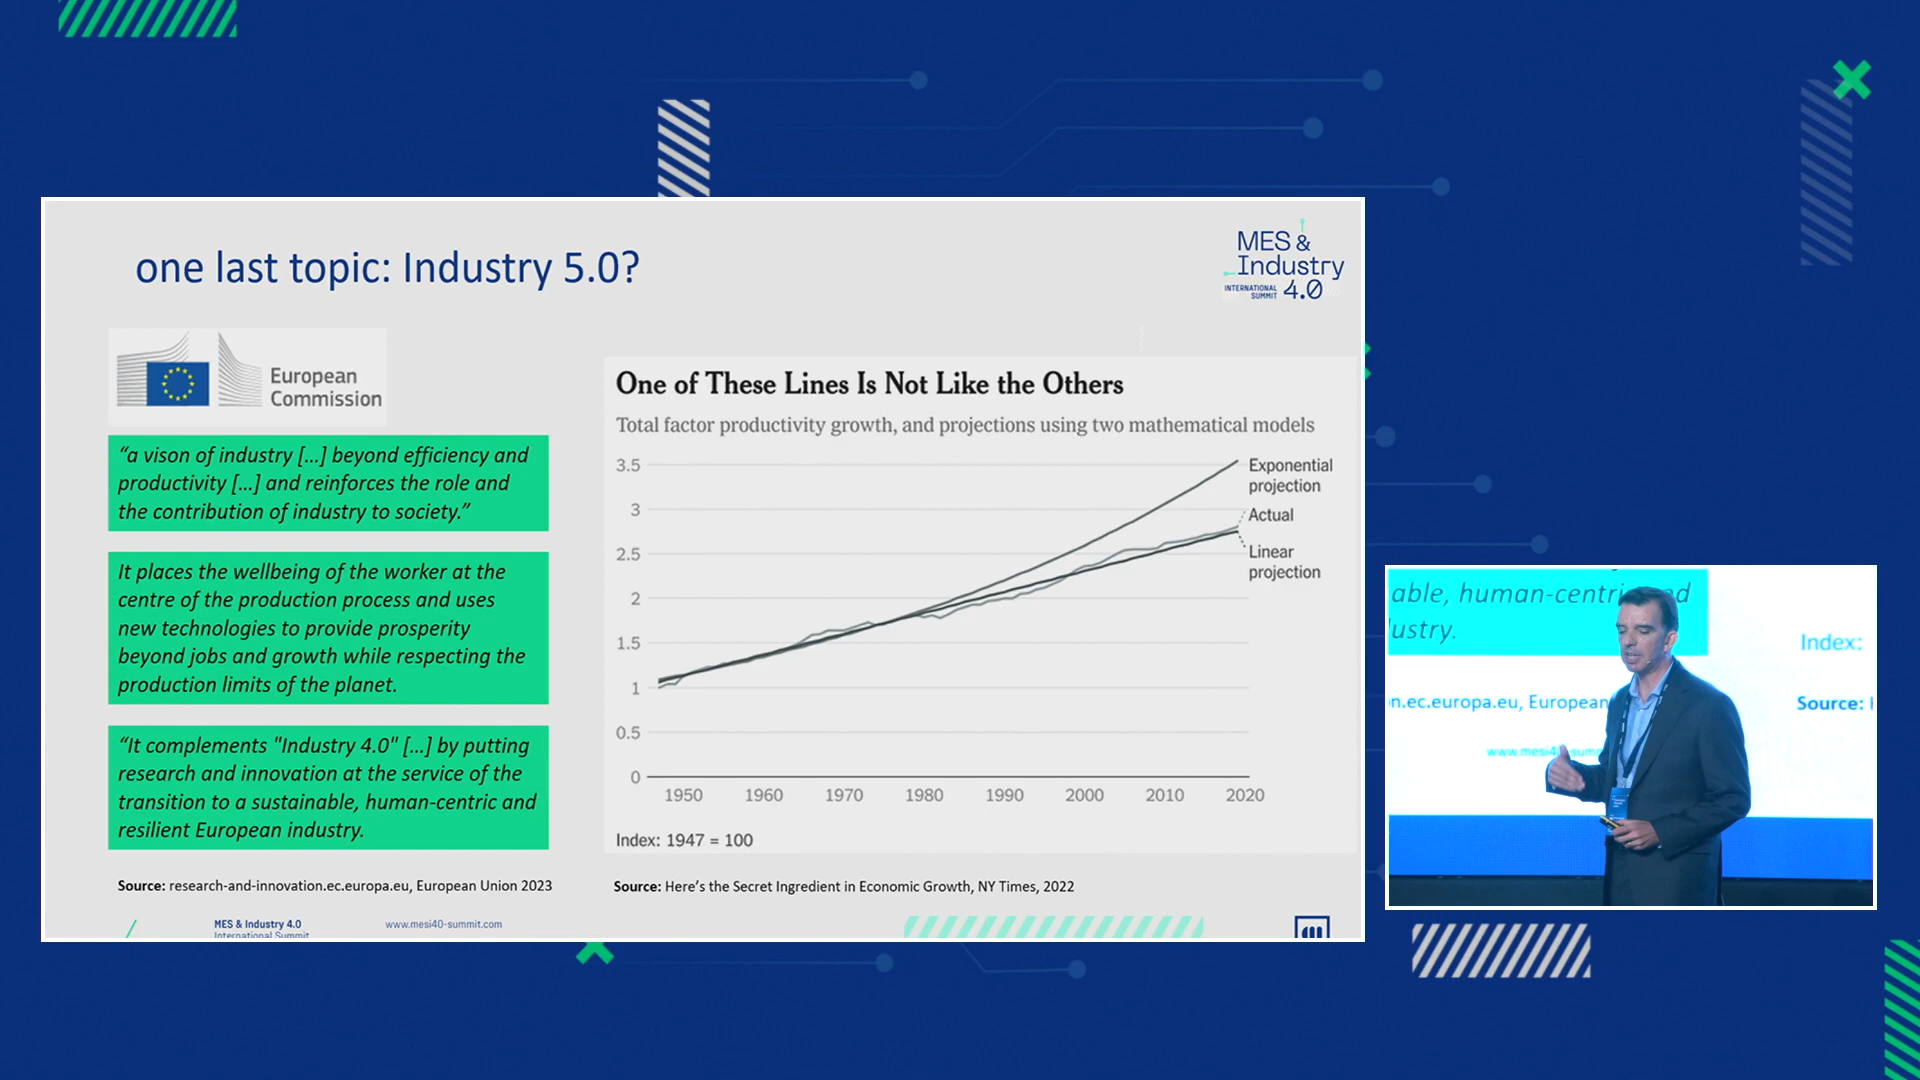 one last topic: Industry 5.0?
MES &
Industry
INTERNATIONAL
SUMMIT
4.0
European
Commission
“a vison of industry [...] beyond efficiency and
productivity [...] and reinforces the role and
the contribution of industry to society.”
It places the wellbeing of the worker at the
centre of the production process and uses
new technologies to provide prosperity
beyond jobs and growth while respecting the
production limits of the planet.
“It complements "Industry 4.0" [...] by putting
research and innovation at the service of the
transition to a sustainable, human-centric and
resilient European industry.
Source: research-and-innovation.ec.europa.eu, European Union 2023
One of These Lines Is Not Like the Others
Total factor productivity growth, and projections using two mathematical models
3.5
3
2.5
2
1.5
1
0.5
0
Exponential
projection
Actual
Linear
projection
1950 1960 1970 1980 1990 2000 2010 2020
Index: 1947 = 100
Source: Here’s the Secret Ingredient in Economic Growth, NY Times, 2022
MES & Industry 4.0
International Summit
www.mesi40-summit.com
able, human-centri
ustry.
Index:
n.ec.europa.eu, European
Source:
www.mesi4